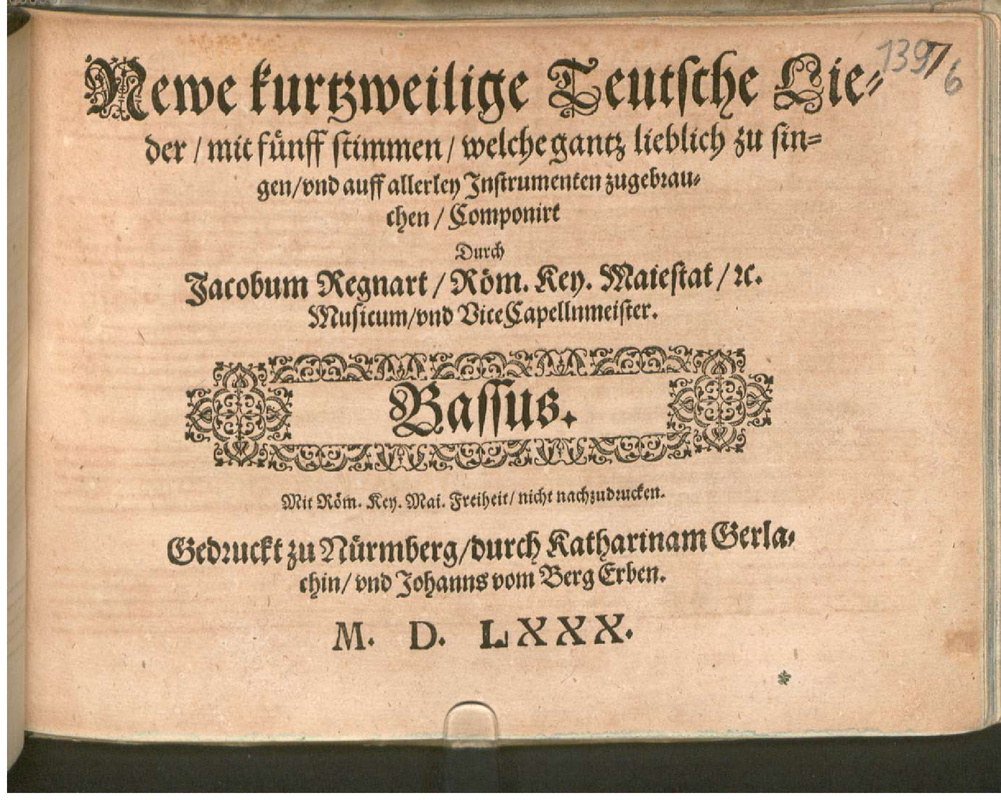 Newe kurtzweilige Teutsche Lie-
der / mit fünff stimmen / welche gantz lieblich zu sin=
gen/vnd auff allerley Instrumenten zugebrau-
chen / Componirt
Durch
Jacobum Regnart / Röm. Key. Maiestat / ꝛc.
Musicum/vnd ViceCapellnmeister.
Bassus.
Mit Röm. Key. Mai. Freiheit/ nicht nachzudrucken.
Gedruckt zu Nürmberg/durch Katharinam Gerla-
chin/ vnd Johanns vom Berg Erben.
M. D. LXXX.
*